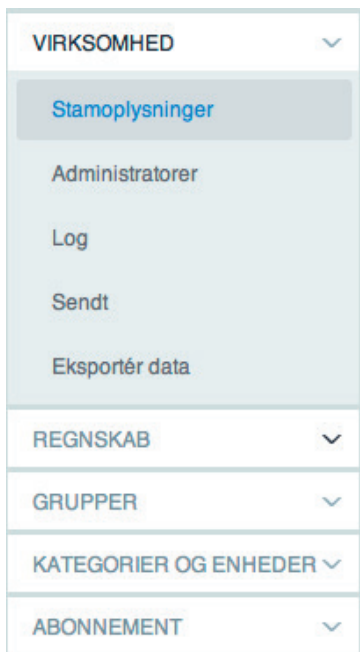 VIRKSOMHED
Stamoplysninger
Administratorer
Log
Sendt
Eksportér data
REGNSKAB
GRUPPER
KATEGORIER OG ENHEDER
ABONNEMENT